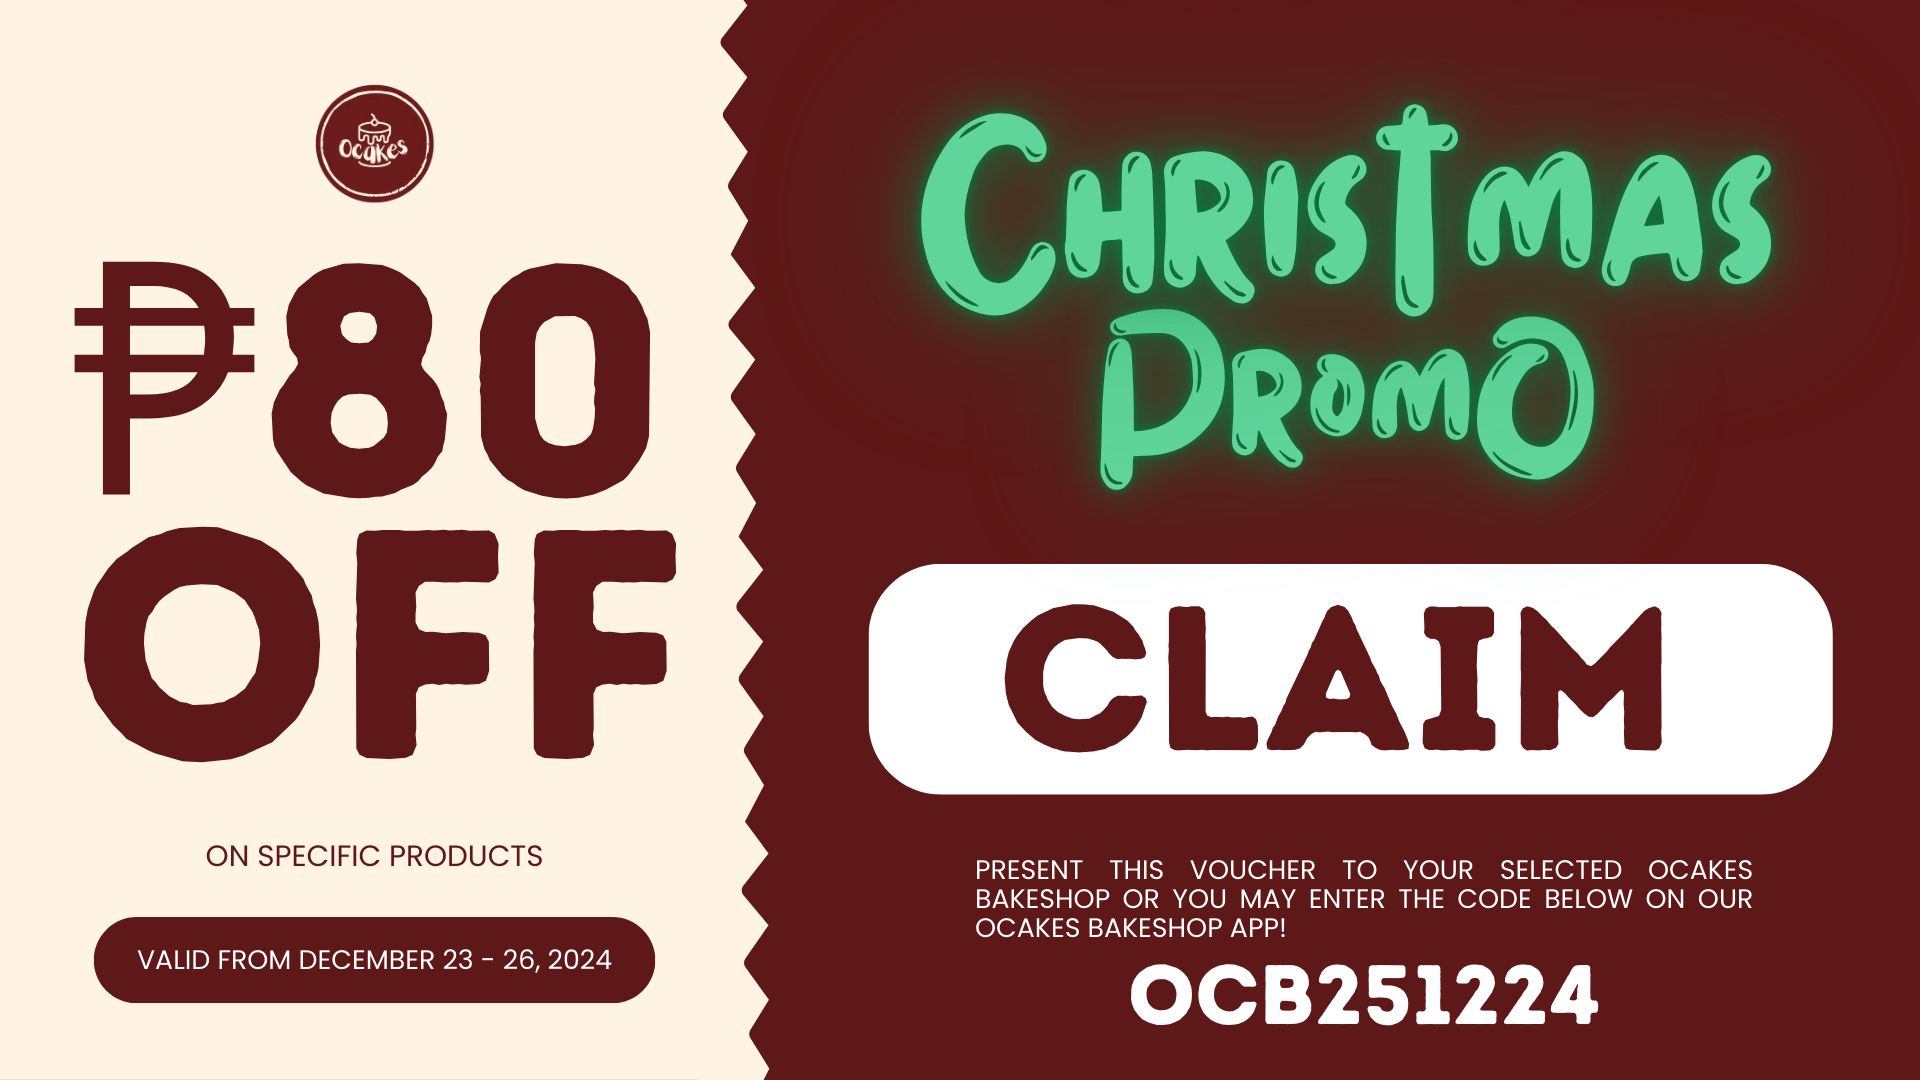 Ocakes
₱80
OFF
ON SPECIFIC PRODUCTS
VALID FROM DECEMBER 23 - 26, 2024
CHRISTMAS
PROMO
CLAIM
PRESENT THIS VOUCHER TO YOUR SELECTED OCAKES
BAKESHOP OR YOU MAY ENTER THE CODE BELOW ON OUR
OCAKES BAKESHOP APP!
OCB251224